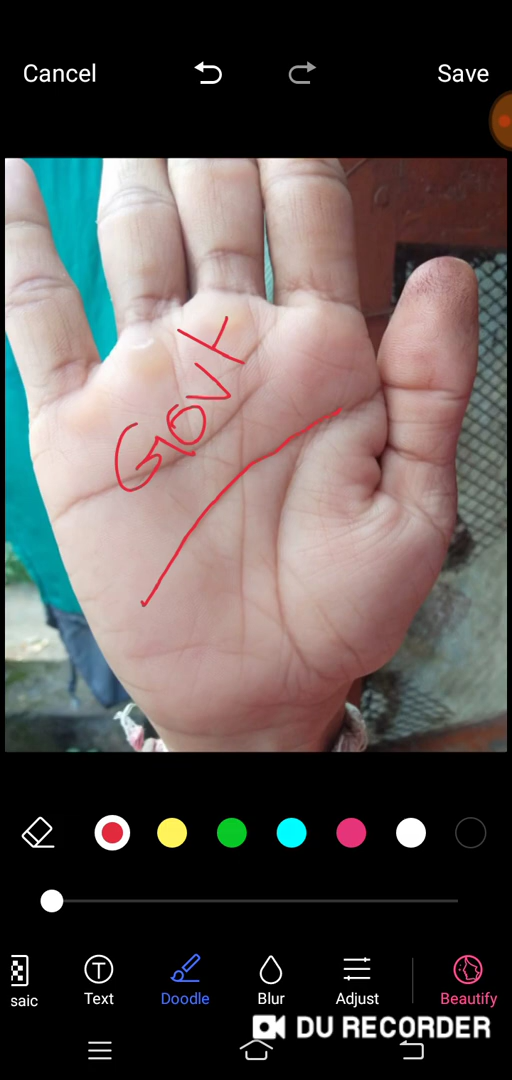 Cancel
Save
GOVt
saic
Text
Doodle
Blur
Adjust
Beautify
DU RECORDER